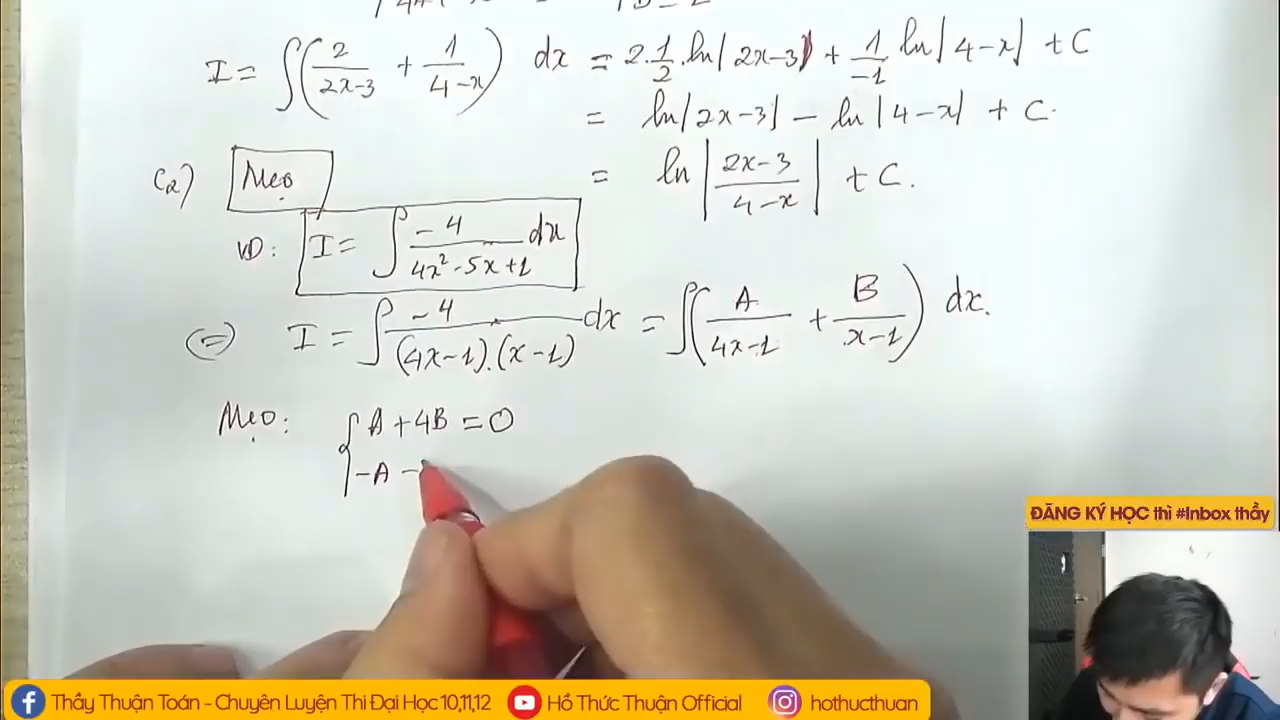 I = ∫(2/(2x-3) + 1/(4-x)) dx = 2.1/2.ln|2x-3| + 1/-1 ln|4-x| + C
= ln|2x-3| - ln|4-x| + C.
C2) Mẹo = ln|(2x-3)/(4-x)| + C.
VD: I = ∫ -4/(4x²-5x+1) dx
(=) I = ∫ -4/((4x-1).(x-1)) dx = ∫(A/(4x-1) + B/(x-1)) dx.
Mẹo: { A + 4B = 0
-A -
ĐĂNG KÝ HỌC thì #Inbox thầy
Thầy Thuận Toán - Chuyên Luyện Thi Đại Học 10,11,12
Hồ Thức Thuận Official
hothucthuan